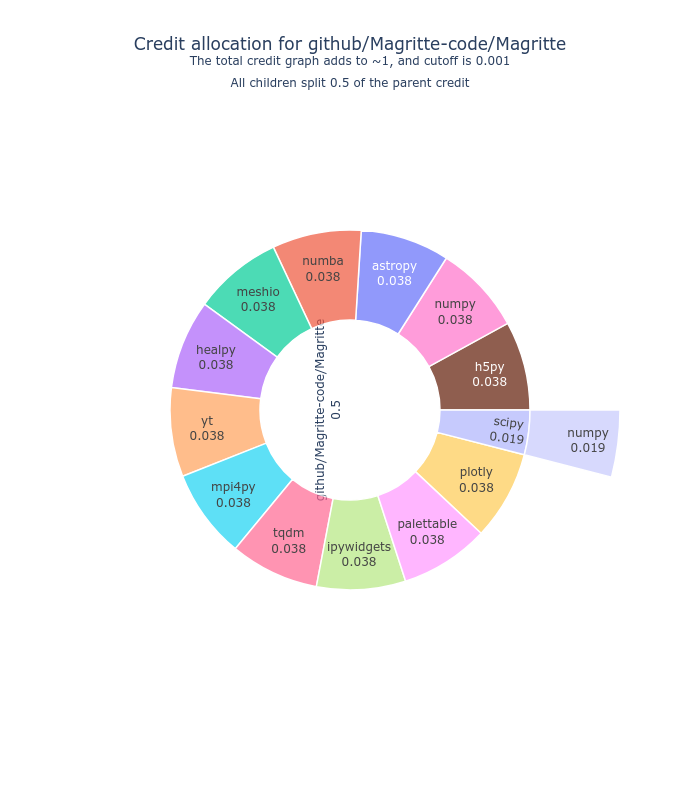 Credit allocation for github/Magritte-code/Magritte
The total credit graph adds to ~1, and cutoff is 0.001
All children split 0.5 of the parent credit
numba
0.038
astropy
0.038
numpy
0.038
h5py
0.038
meshio
0.038
healpy
0.038
yt
0.038
mpi4py
0.038
tqdm
0.038
ipywidgets
0.038
palettable
0.038
plotly
0.038
scipy
0.019
numpy
0.019
github/Magritte-code/Magritte
0.5